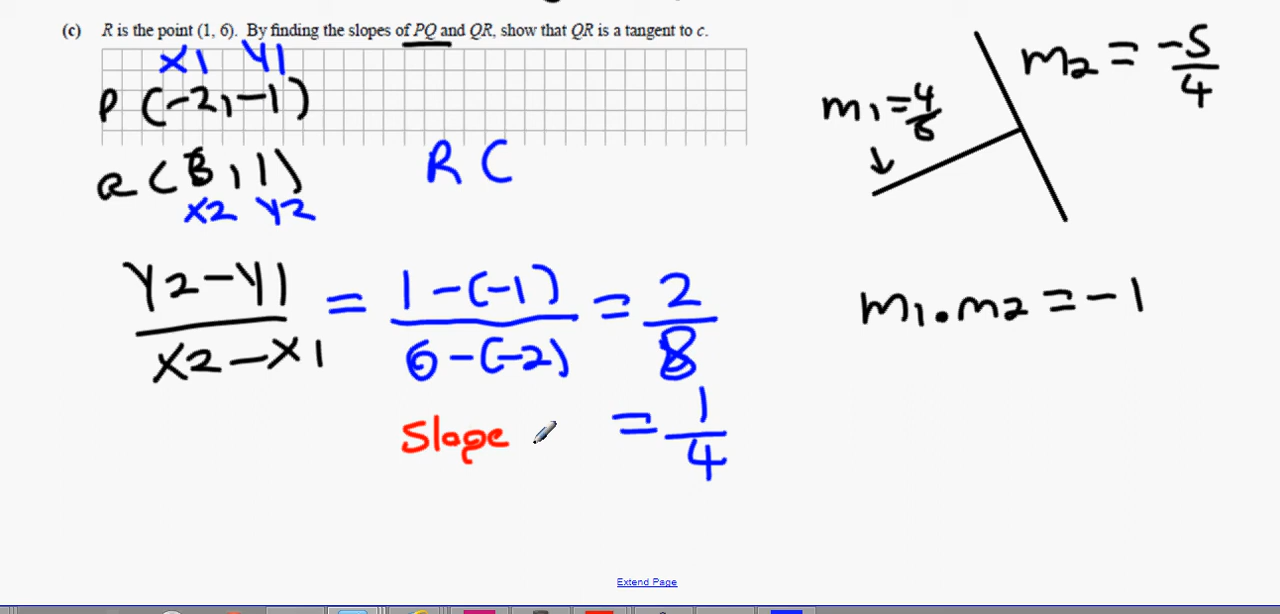 (c) R is the point (1, 6). By finding the slopes of PQ and QR, show that QR is a tangent to c.
X1 Y1
P (-2, -1)
Q ( , 1)
X2 Y2
R C
m1 = 4/5
m2 = -5/4
Y2 - Y1 / X2 - X1 = 1 - (-1) / 6 - (-2) = 2/8
= 1/4
Slope
m1 . m2 = -1
Extend Page